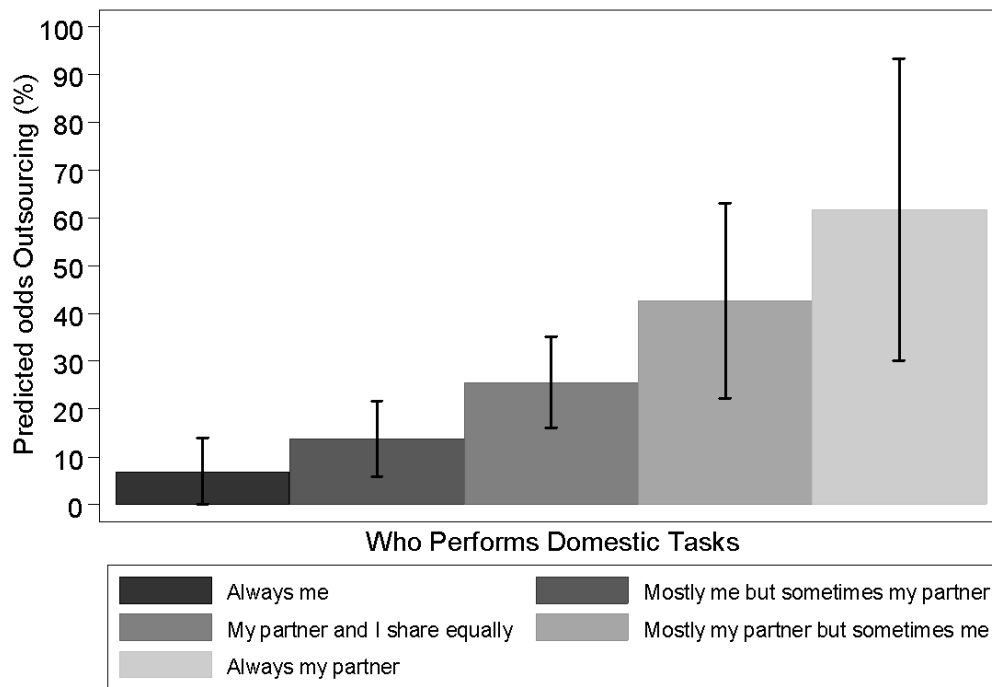 Predicted odds Outsourcing (%)
100
90
80
70
60
50
40
30
20
10
0
Who Performs Domestic Tasks
Always me
Mostly me but sometimes my partner
My partner and I share equally
Mostly my partner but sometimes me
Always my partner